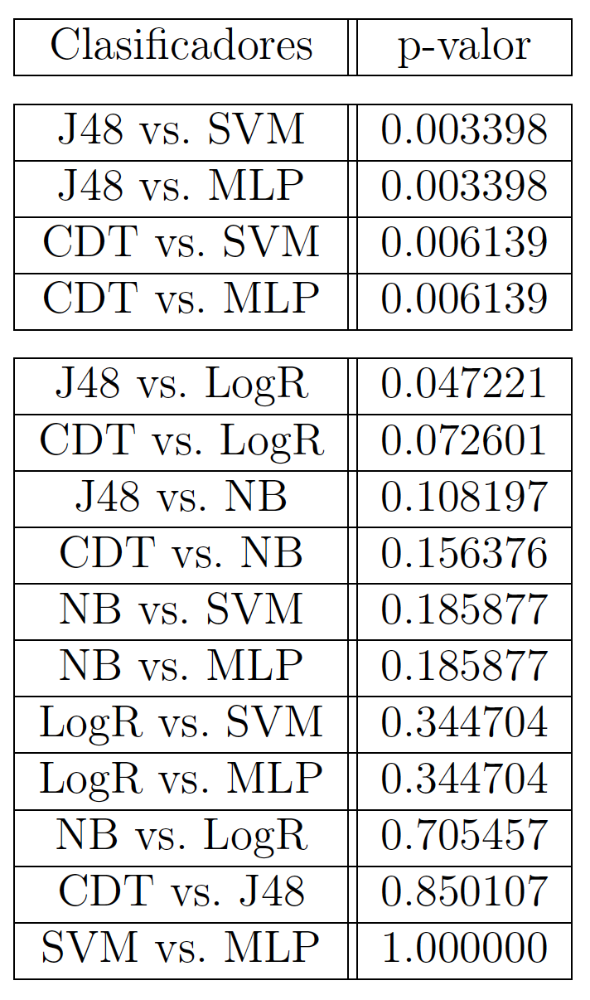 Clasificadores p-valor
J48 vs. SVM 0.003398
J48 vs. MLP 0.003398
CDT vs. SVM 0.006139
CDT vs. MLP 0.006139
J48 vs. LogR 0.047221
CDT vs. LogR 0.072601
J48 vs. NB 0.108197
CDT vs. NB 0.156376
NB vs. SVM 0.185877
NB vs. MLP 0.185877
LogR vs. SVM 0.344704
LogR vs. MLP 0.344704
NB vs. LogR 0.705457
CDT vs. J48 0.850107
SVM vs. MLP 1.000000